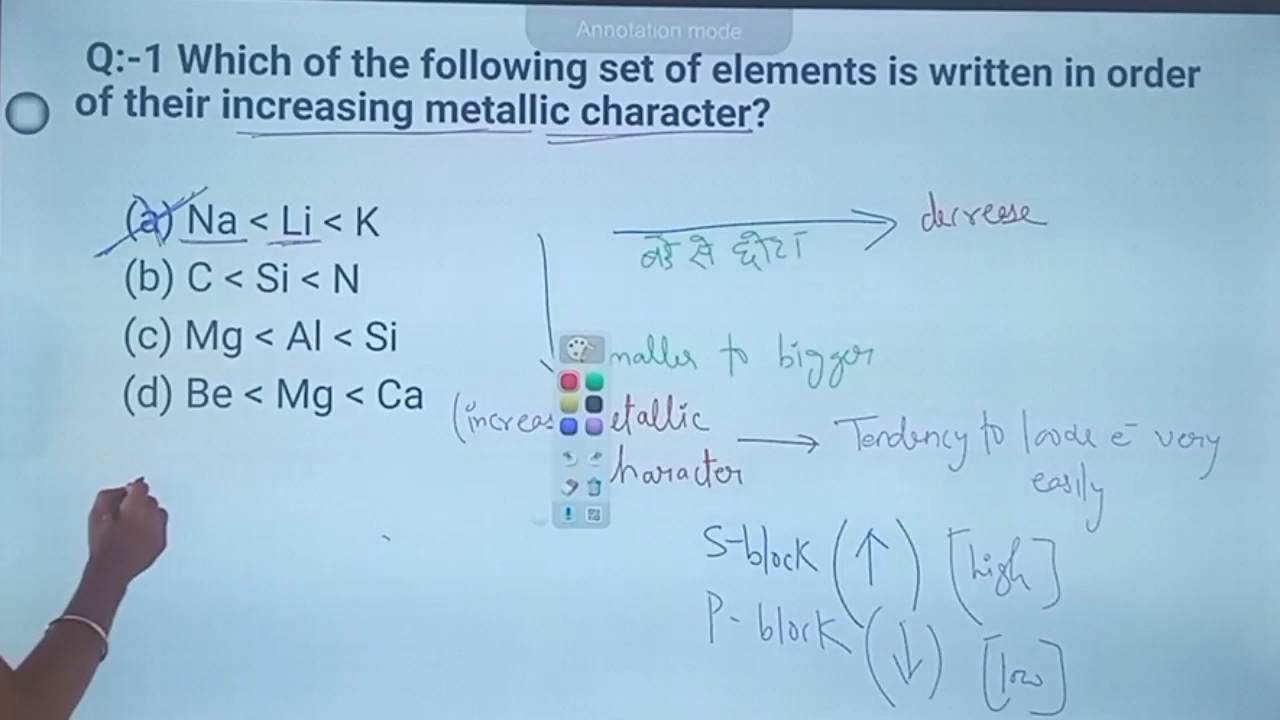 Annotation mode
Q:-1 Which of the following set of elements is written in order
of their increasing metallic character?
(a) Na < Li < K
(b) C < Si < N
(c) Mg < Al < Si
(d) Be < Mg < Ca
decrease
बड़े से छोटा
maller to bigger
(increas etallic
haracter
Tendency to loode e⁻ very
easily
S-block (↑) [high]
P-block (↓) [low]